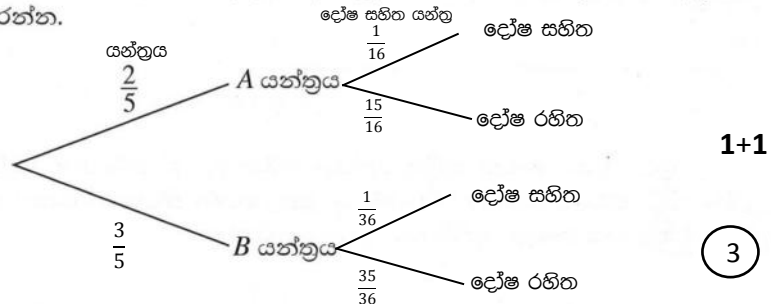 රන්න.
යන්ත්‍රය
දෝෂ සහිත යන්ත්‍ර
2/5
A යන්ත්‍රය
1/16
දෝෂ සහිත
15/16
දෝෂ රහිත
1+1
3/5
B යන්ත්‍රය
1/36
දෝෂ සහිත
35/36
දෝෂ රහිත
3